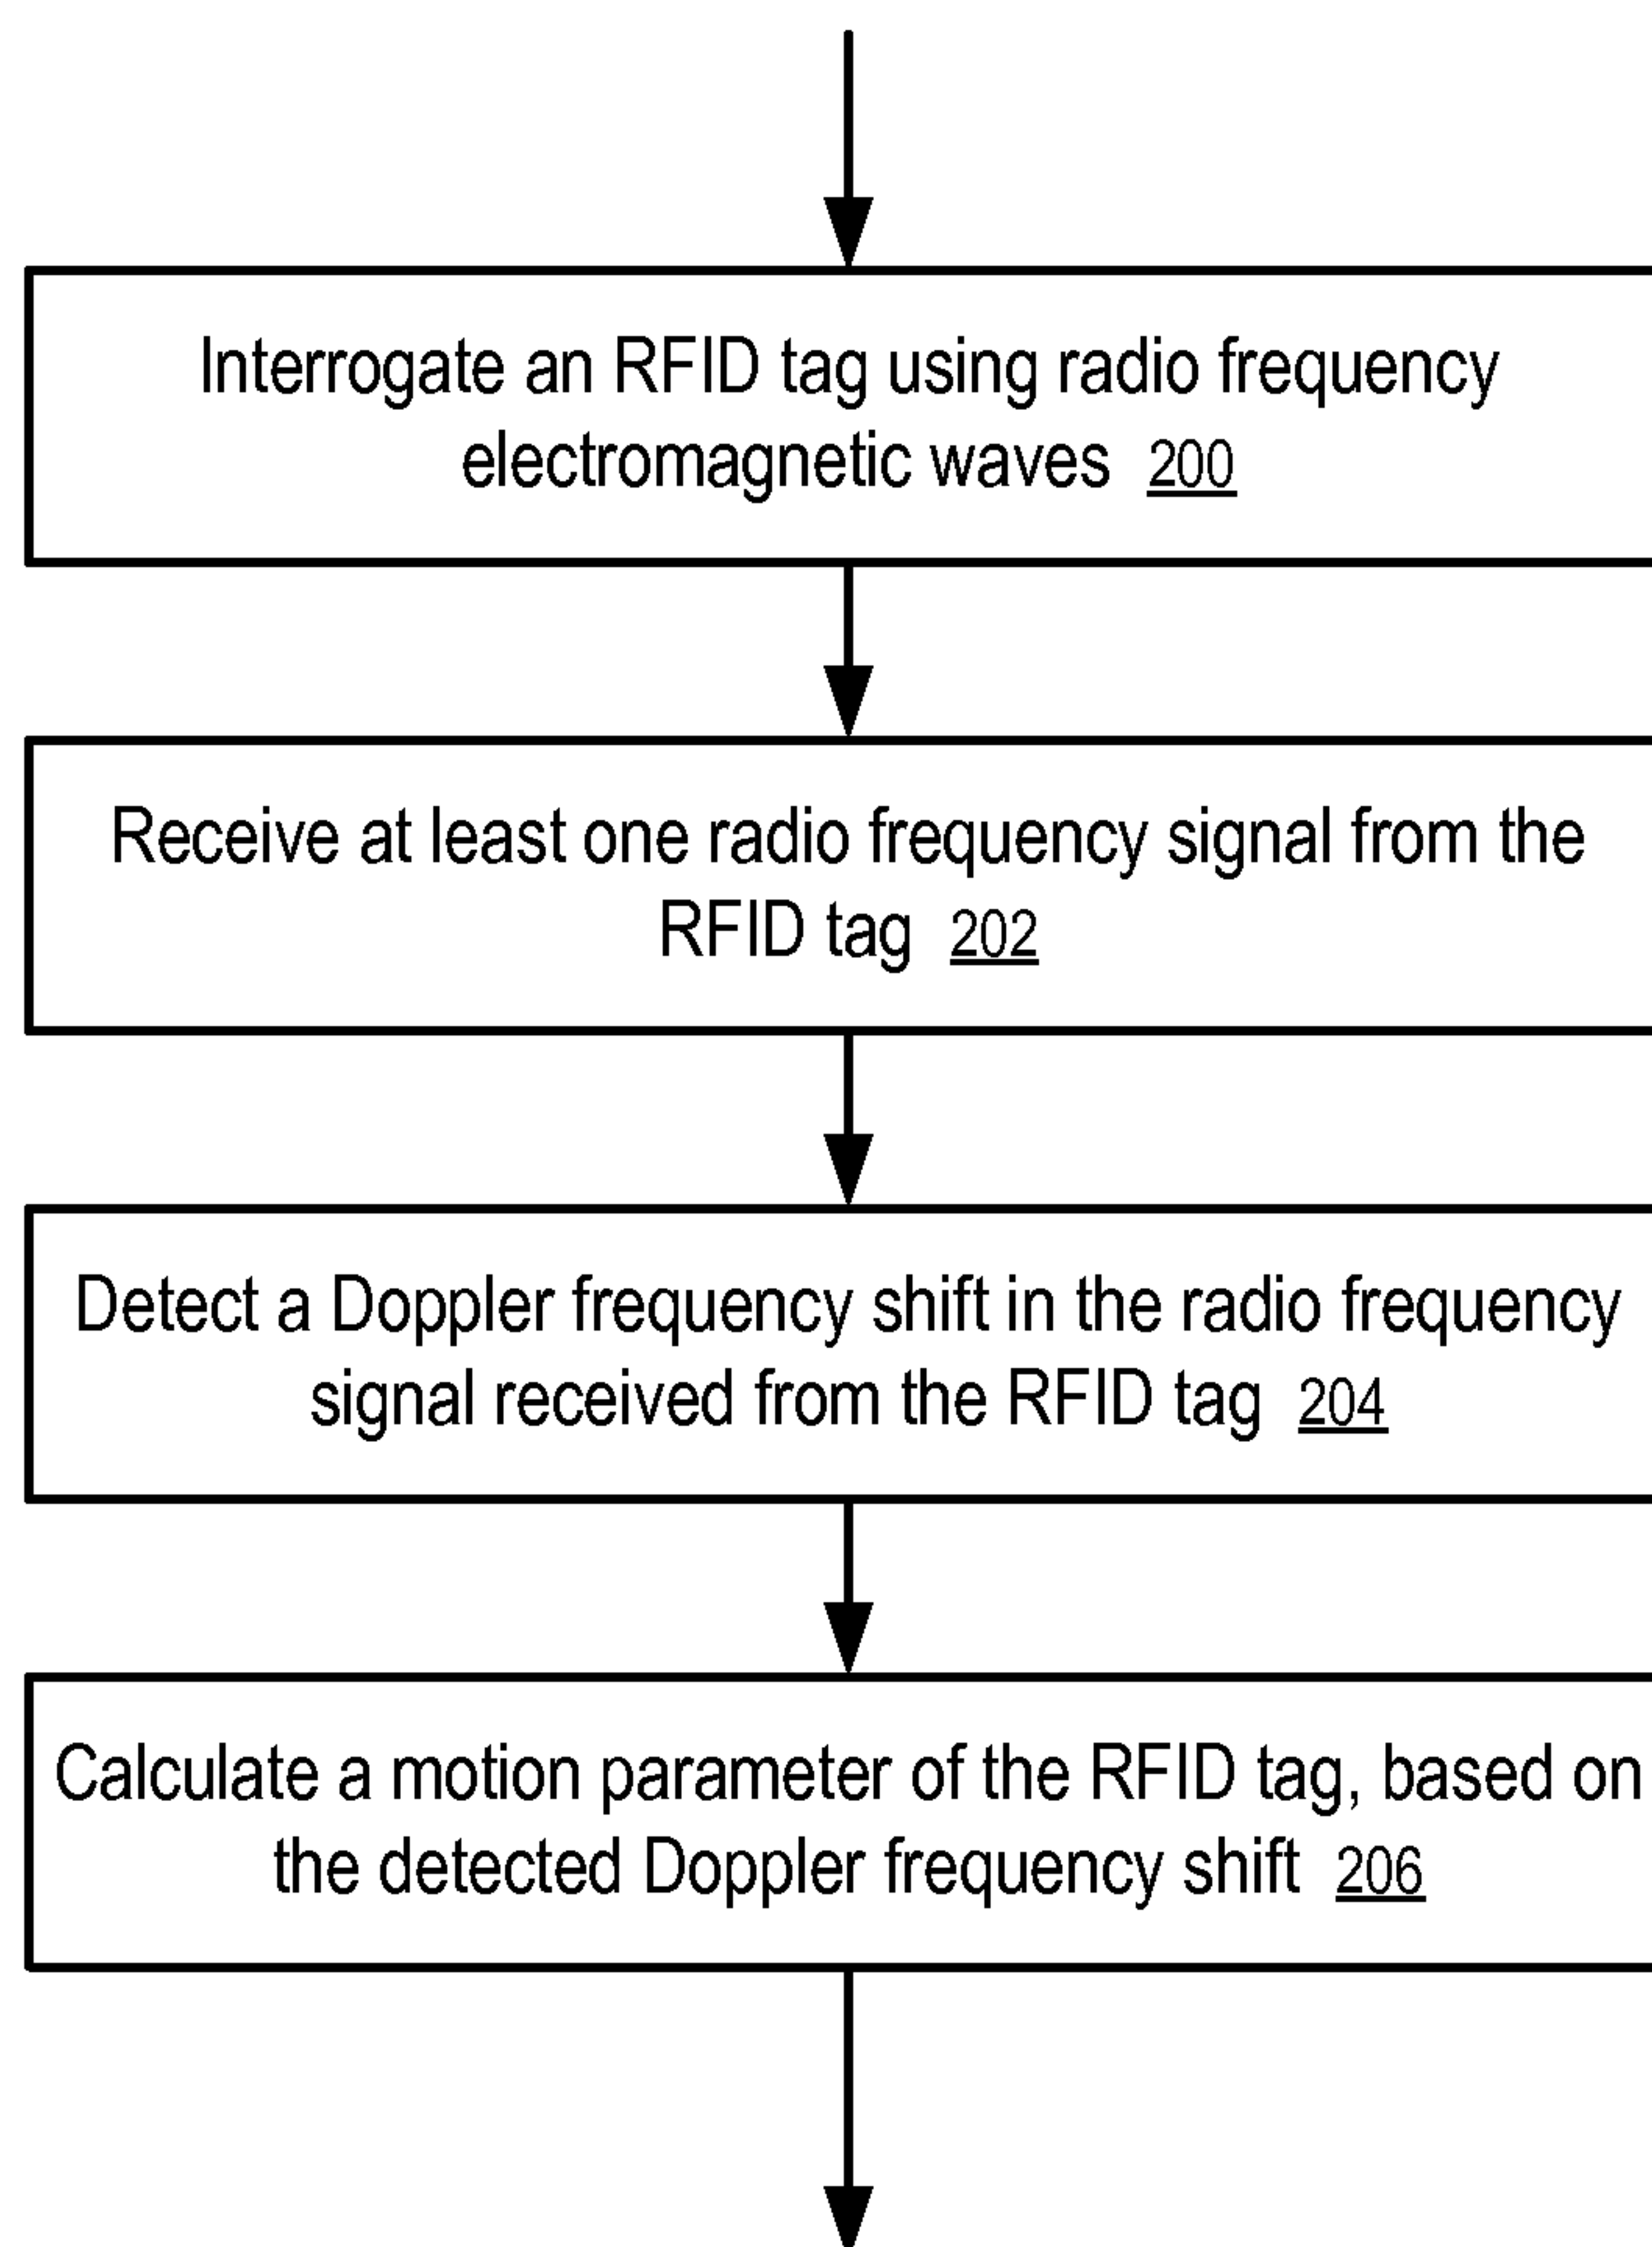 Interrogate an RFID tag using radio frequency
electromagnetic waves 200
Receive at least one radio frequency signal from the
RFID tag 202
Detect a Doppler frequency shift in the radio frequency
signal received from the RFID tag 204
Calculate a motion parameter of the RFID tag, based on
the detected Doppler frequency shift 206